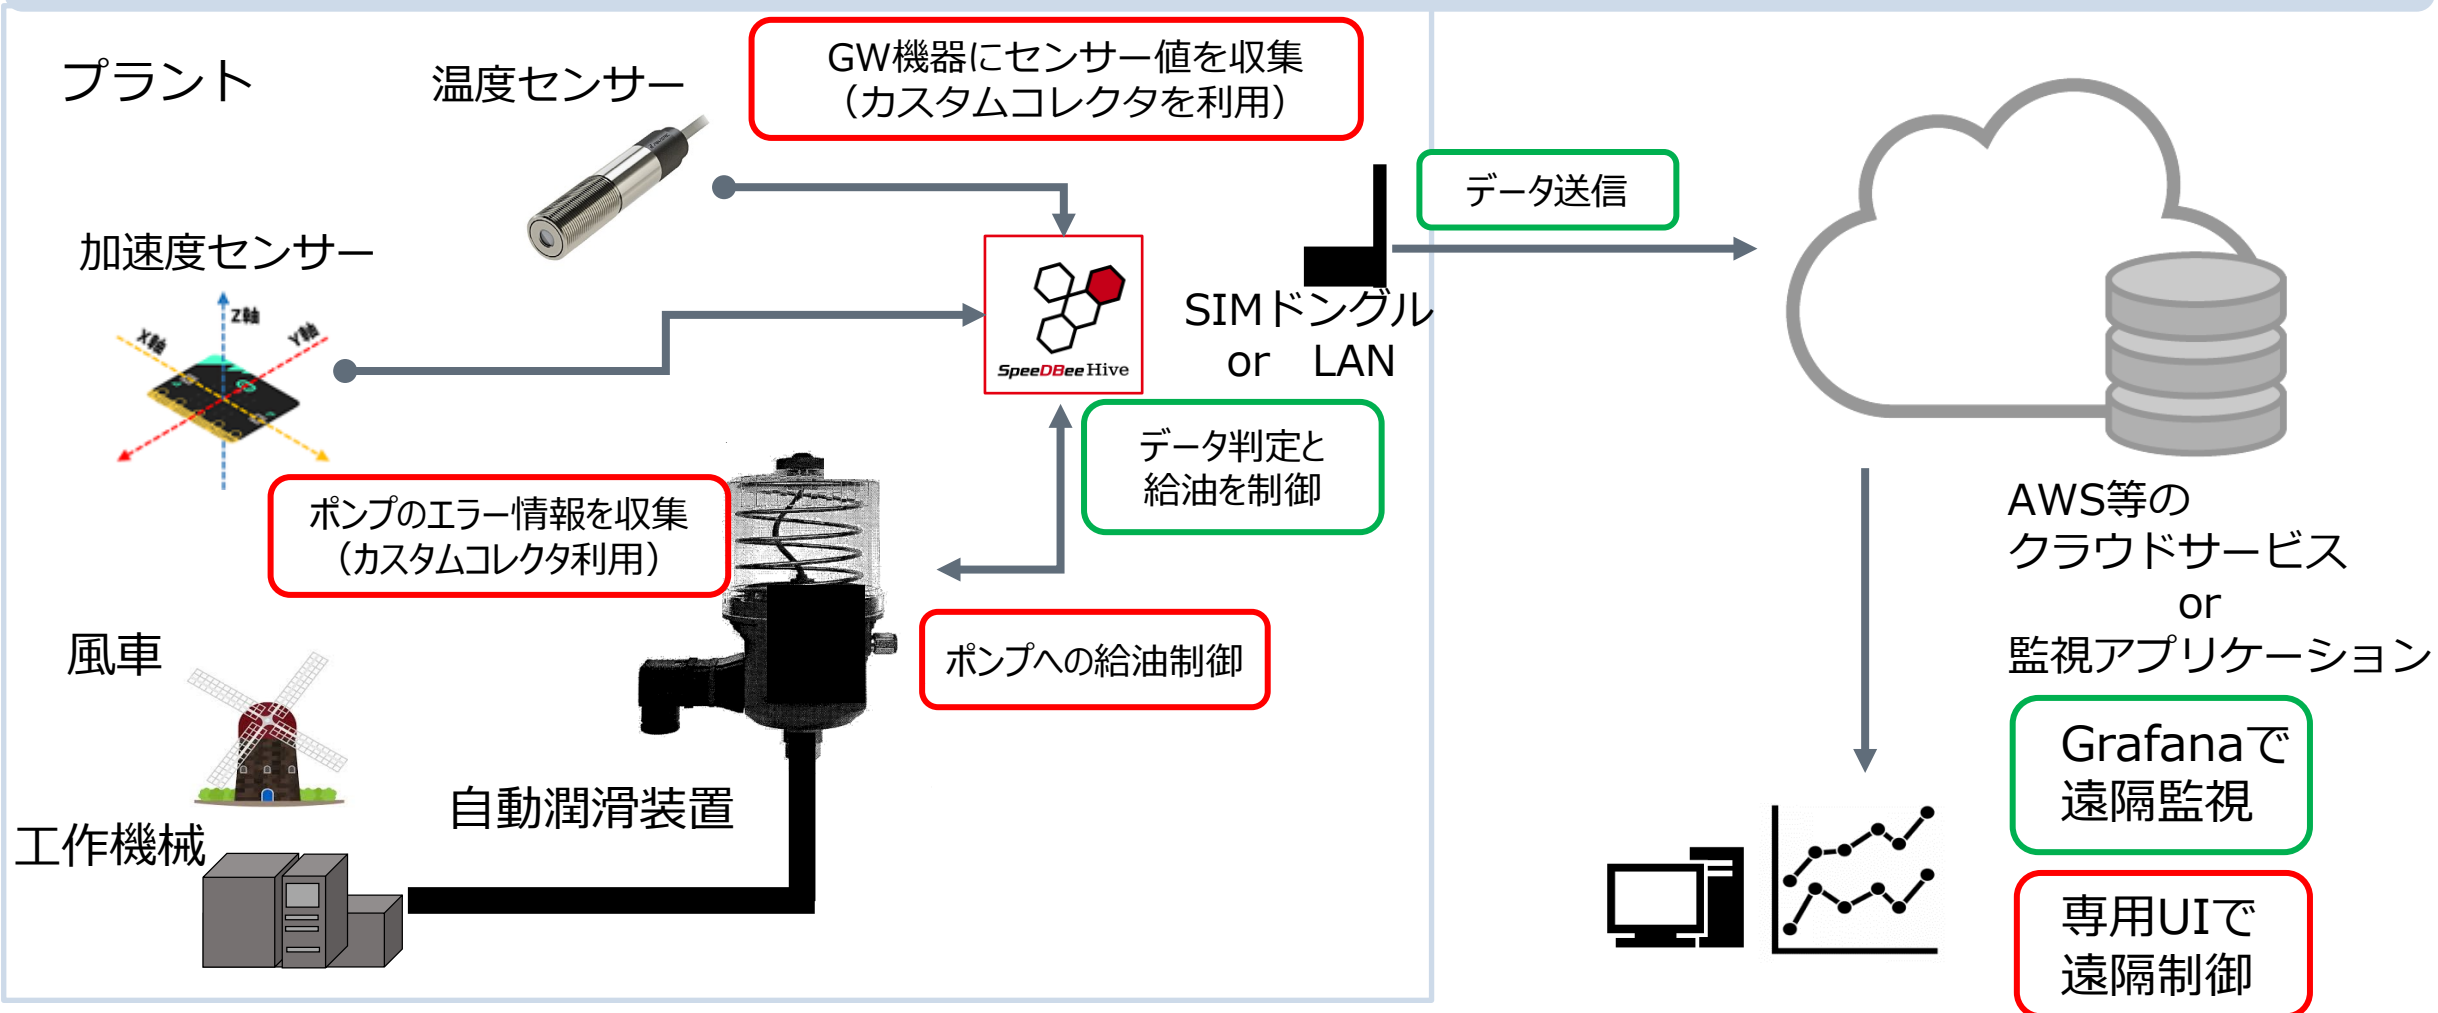 プラント
温度センサー
GW機器にセンサー値を収集
（カスタムコレクタを利用）
データ送信
加速度センサー
Z軸
X軸
Y軸
SpeeDBee Hive
SIMドングル
or LAN
データ判定と
給油を制御
ポンプのエラー情報を収集
（カスタムコレクタ利用）
ポンプへの給油制御
風車
自動潤滑装置
工作機械
AWS等の
クラウドサービス
or
監視アプリケーション
Grafanaで
遠隔監視
専用UIで
遠隔制御